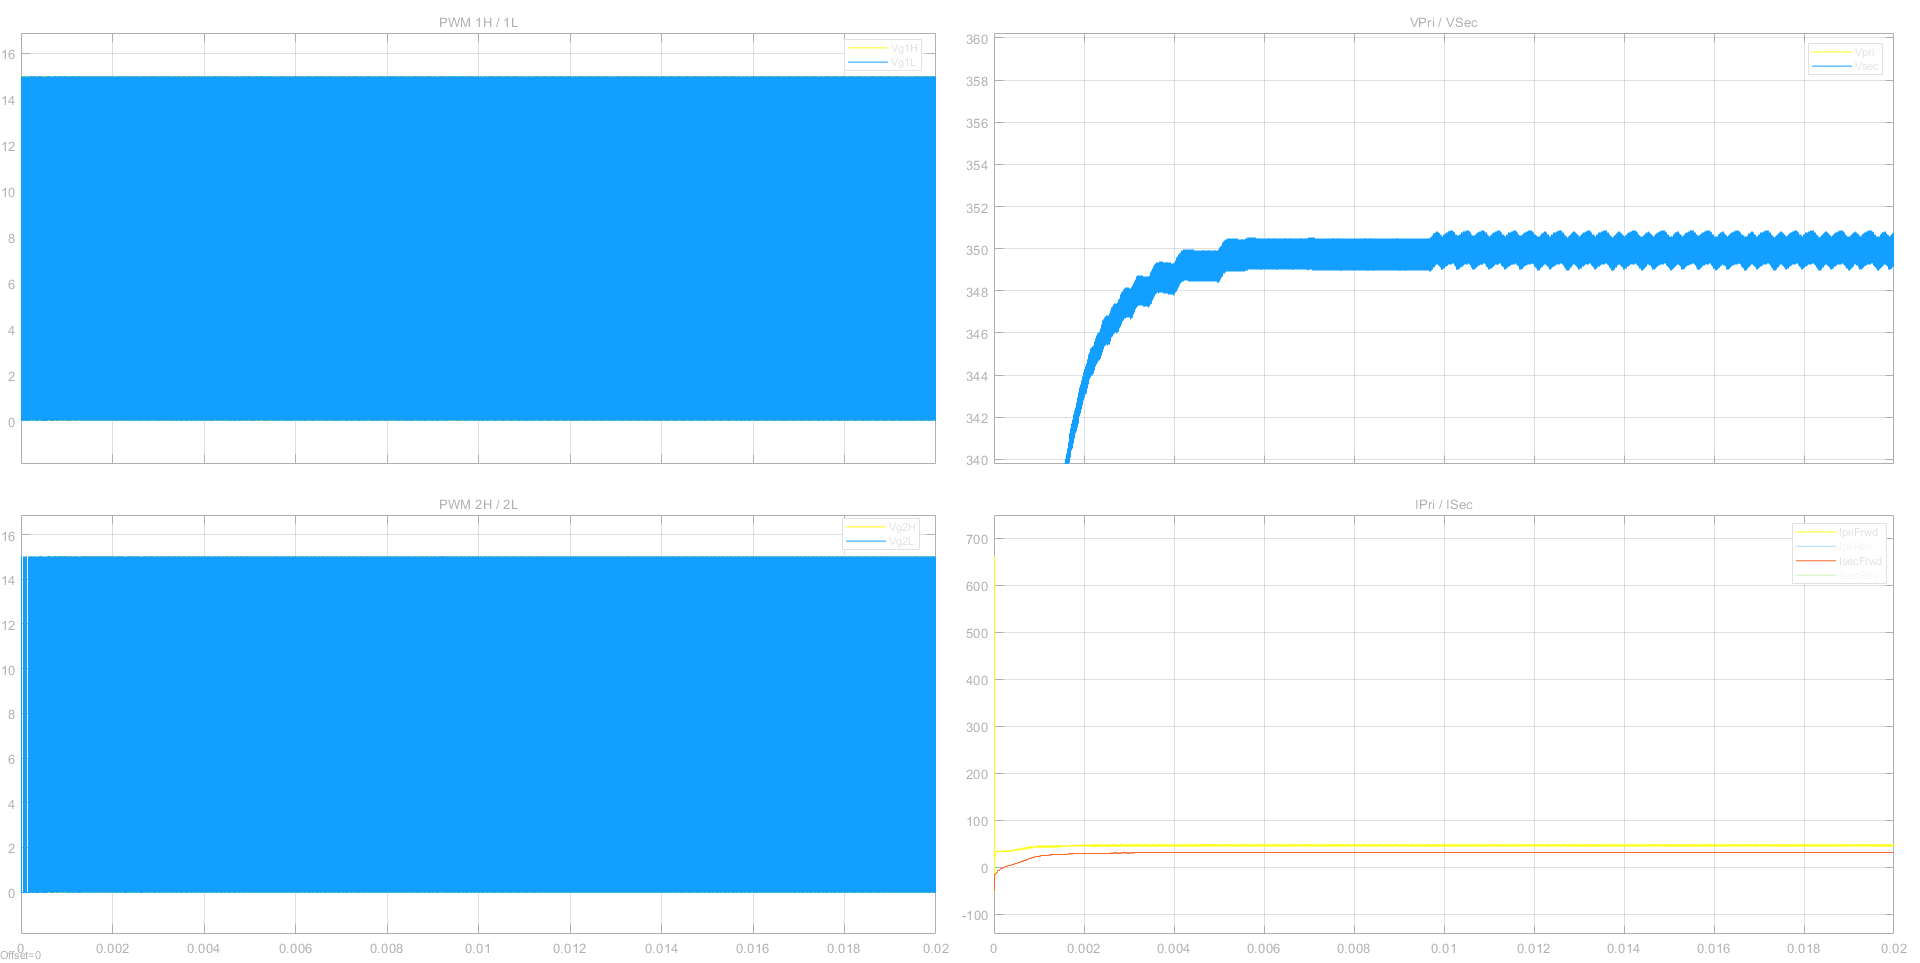 PWM 1H / 1L
16
14
12
10
8
6
4
2
0
Vg1H
Vg1L
VPri / VSec
360
358
356
354
352
350
348
346
344
342
340
Vpri
Vsec
PWM 2H / 2L
16
14
12
10
8
6
4
2
0
Vg2H
Vg2L
0 0.002 0.004 0.006 0.008 0.01 0.012 0.014 0.016 0.018 0.02
Offset=0
IPri / ISec
700
600
500
400
300
200
100
0
-100
IpriFrwd
IsecFrwd
0 0.002 0.004 0.006 0.008 0.01 0.012 0.014 0.016 0.018 0.02